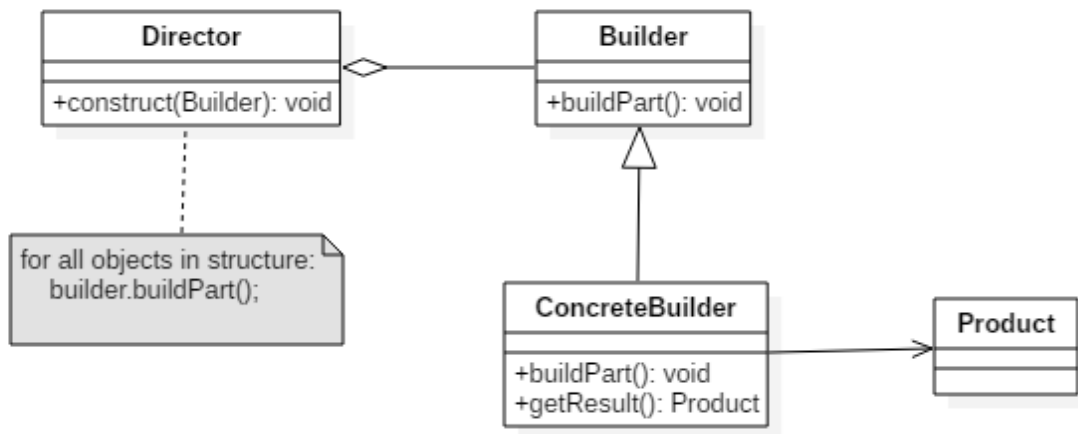 Director
+construct(Builder): void
Builder
+buildPart(): void
for all objects in structure:
builder.buildPart();
ConcreteBuilder
+buildPart(): void
+getResult(): Product
Product